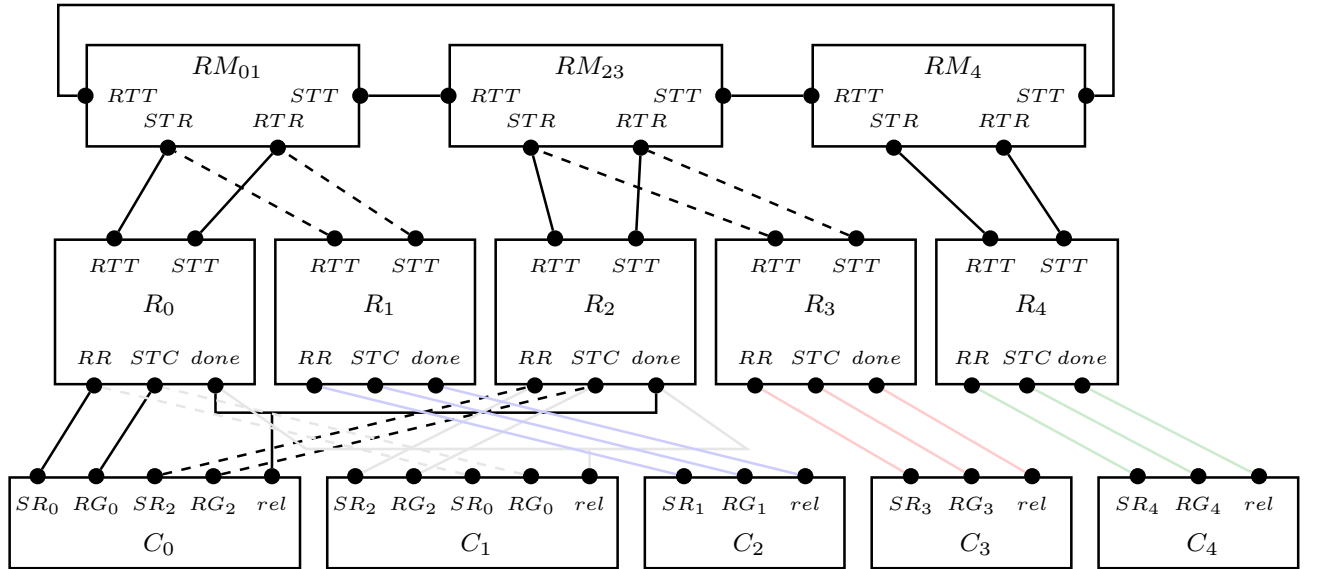 RM01 RM23 RM4
RTT STT RTT STT RTT STT
STR RTR STR RTR STR RTR
RTT STT RTT STT RTT STT RTT STT RTT STT
R0 R1 R2 R3 R4
RR STC done RR STC done RR STC done RR STC done RR STC done
SR0 RG0 SR2 RG2 rel SR2 RG2 SR0 RG0 rel SR1 RG1 rel SR3 RG3 rel SR4 RG4 rel
C0 C1 C2 C3 C4